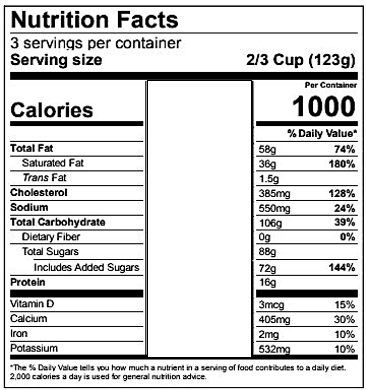 Nutrition Facts
3 servings per container
Serving size 2/3 Cup (123g)
Per Container
Calories 1000
% Daily Value*
Total Fat 58g 74%
Saturated Fat 36g 180%
Trans Fat 1.5g
Cholesterol 385mg 128%
Sodium 550mg 24%
Total Carbohydrate 106g 39%
Dietary Fiber 0g 0%
Total Sugars 88g
Includes Added Sugars 72g 144%
Protein 16g
Vitamin D 3mcg 15%
Calcium 405mg 30%
Iron 2mg 10%
Potassium 532mg 10%
*The % Daily Value tells you how much a nutrient in a serving of food contributes to a daily diet.
2,000 calories a day is used for general nutrition advice.